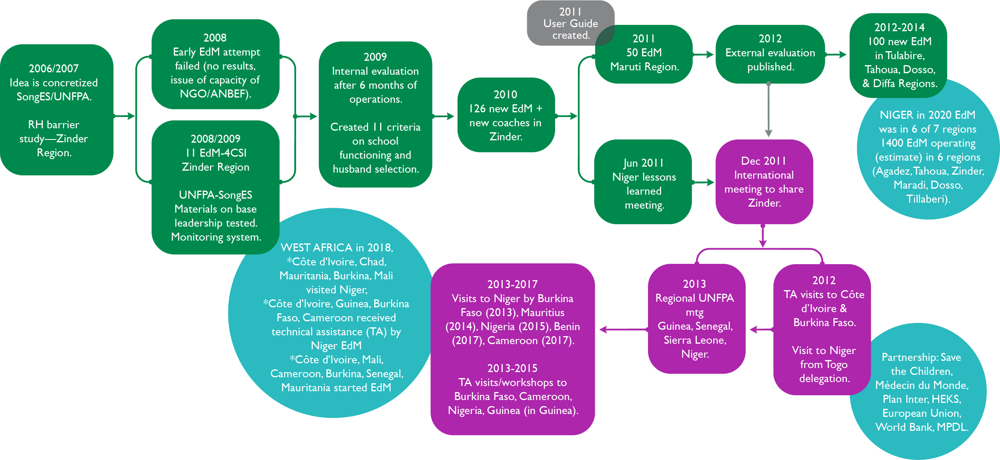 2006/2007
Idea is concretized
SongES/UNFPA.
RH barrier
study—Zinder
Region.
2008
Early EdM attempt
failed (no results,
issue of capacity of
NGO/ANBEF).
2008/2009
11 EdM-4CSI
Zinder Region
UNFPA-SongES
Materials on base
leadership tested.
Monitoring system.
2009
Internal evaluation
after 6 months of
operations.
Created 11 criteria
on school
functioning and
husband selection.
2010
126 new EdM +
new coaches in
Zinder.
2011
User Guide
created.
2011
50 EdM
Maruti Region.
2012
External evaluation
published.
2012-2014
100 new EdM
in Tulabire,
Tahoua, Dosso,
& Diffa Regions.
NIGER in 2020 EdM
was in 6 of 7 regions
1400 EdM operating
(estimate) in 6 regions
(Agadez, Tahoua, Zinder,
Maradi, Dosso,
Tillaberi).
Jun 2011
Niger lessons
learned
meeting.
Dec 2011
International
meeting to share
Zinder.
2012
TA visits to Côte
d’Ivoire &
Burkina Faso.
Visit to Niger
from Togo
delegation.
Partnership: Save
the Children,
Médecin du Monde,
Plan Inter, HEKS,
European Union,
World Bank, MPDL.
2013
Regional UNFPA
mtg
Guinea, Senegal,
Sierra Leone,
Niger.
2013-2017
Visits to Niger by Burkina
Faso (2013), Mauritius
(2014), Nigeria (2015), Benin
(2017), Cameroon (2017).
2013-2015
TA visits/workshops to
Burkina Faso, Cameroon,
Nigeria, Guinea (in Guinea).
WEST AFRICA in 2018,
*Côte d'Ivoire, Chad,
Mauritania, Burkina, Mali
visited Niger,
*Côte d'Ivoire, Guinea, Burkina
Faso, Cameroon received
technical assistance (TA) by
Niger EdM
*Côte d'Ivoire, Mali,
Cameroon, Burkina, Senegal,
Mauritania started EdM